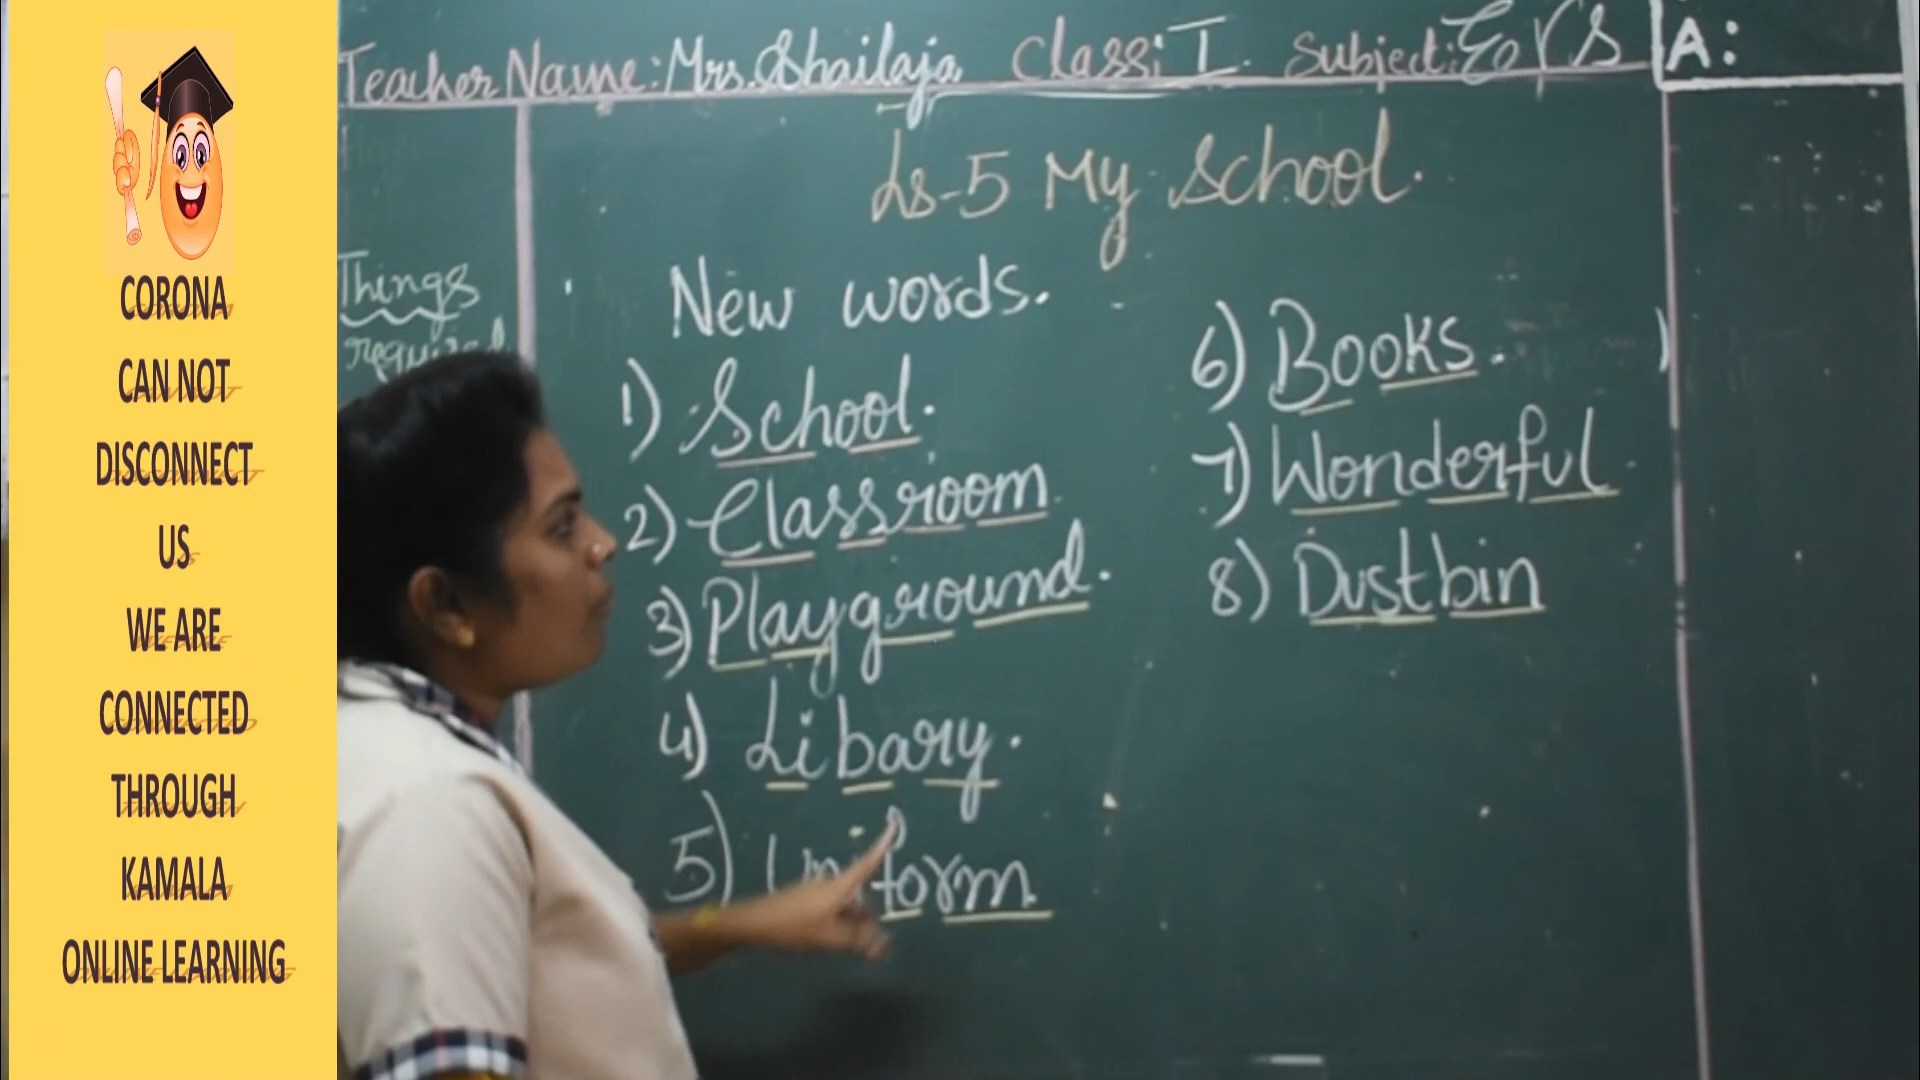 CORONA
CAN NOT
DISCONNECT
US
WE ARE
CONNECTED
THROUGH
KAMALA
ONLINE LEARNING
Teacher Name: Mrs. Shailaja Class: I. Subject: EVS
A:
Ls-5 My School.
Things
required
New words.
1) School.
2) Classroom
3) Playground.
4) Libary.
5) Uniform.
6) Books.
7) Wonderful
8) Dustbin